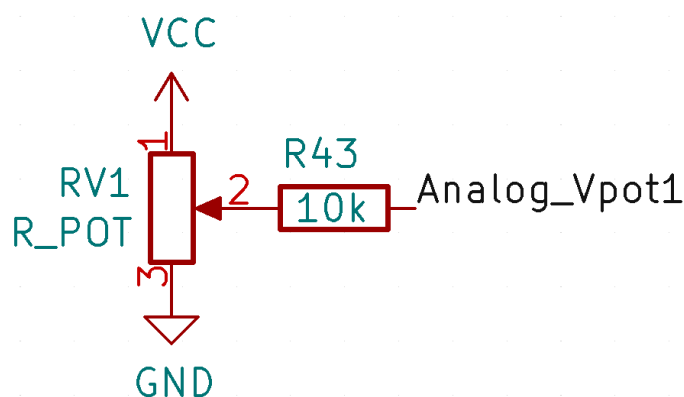 VCC
1
R43
RV1
2
Analog_Vpot1
10k
R_POT
3
GND